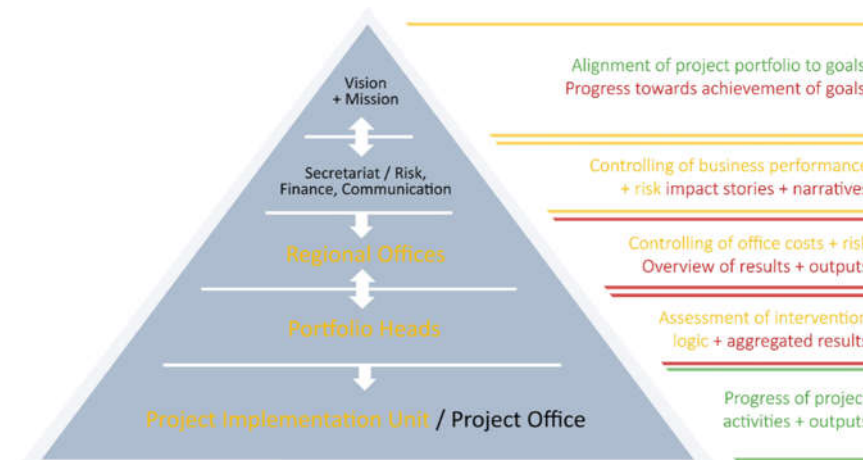 Vision
+ Mission
Alignment of project portfolio to goals
Progress towards achievement of goals
Secretariat / Risk,
Finance, Communication
Controlling of business performance
+ risk impact stories + narratives
Regional Offices
Controlling of office costs + risk
Overview of results + outputs
Portfolio Heads
Assessment of intervention
logic + aggregated results
Project Implementation Unit / Project Office
Progress of project
activities + outputs